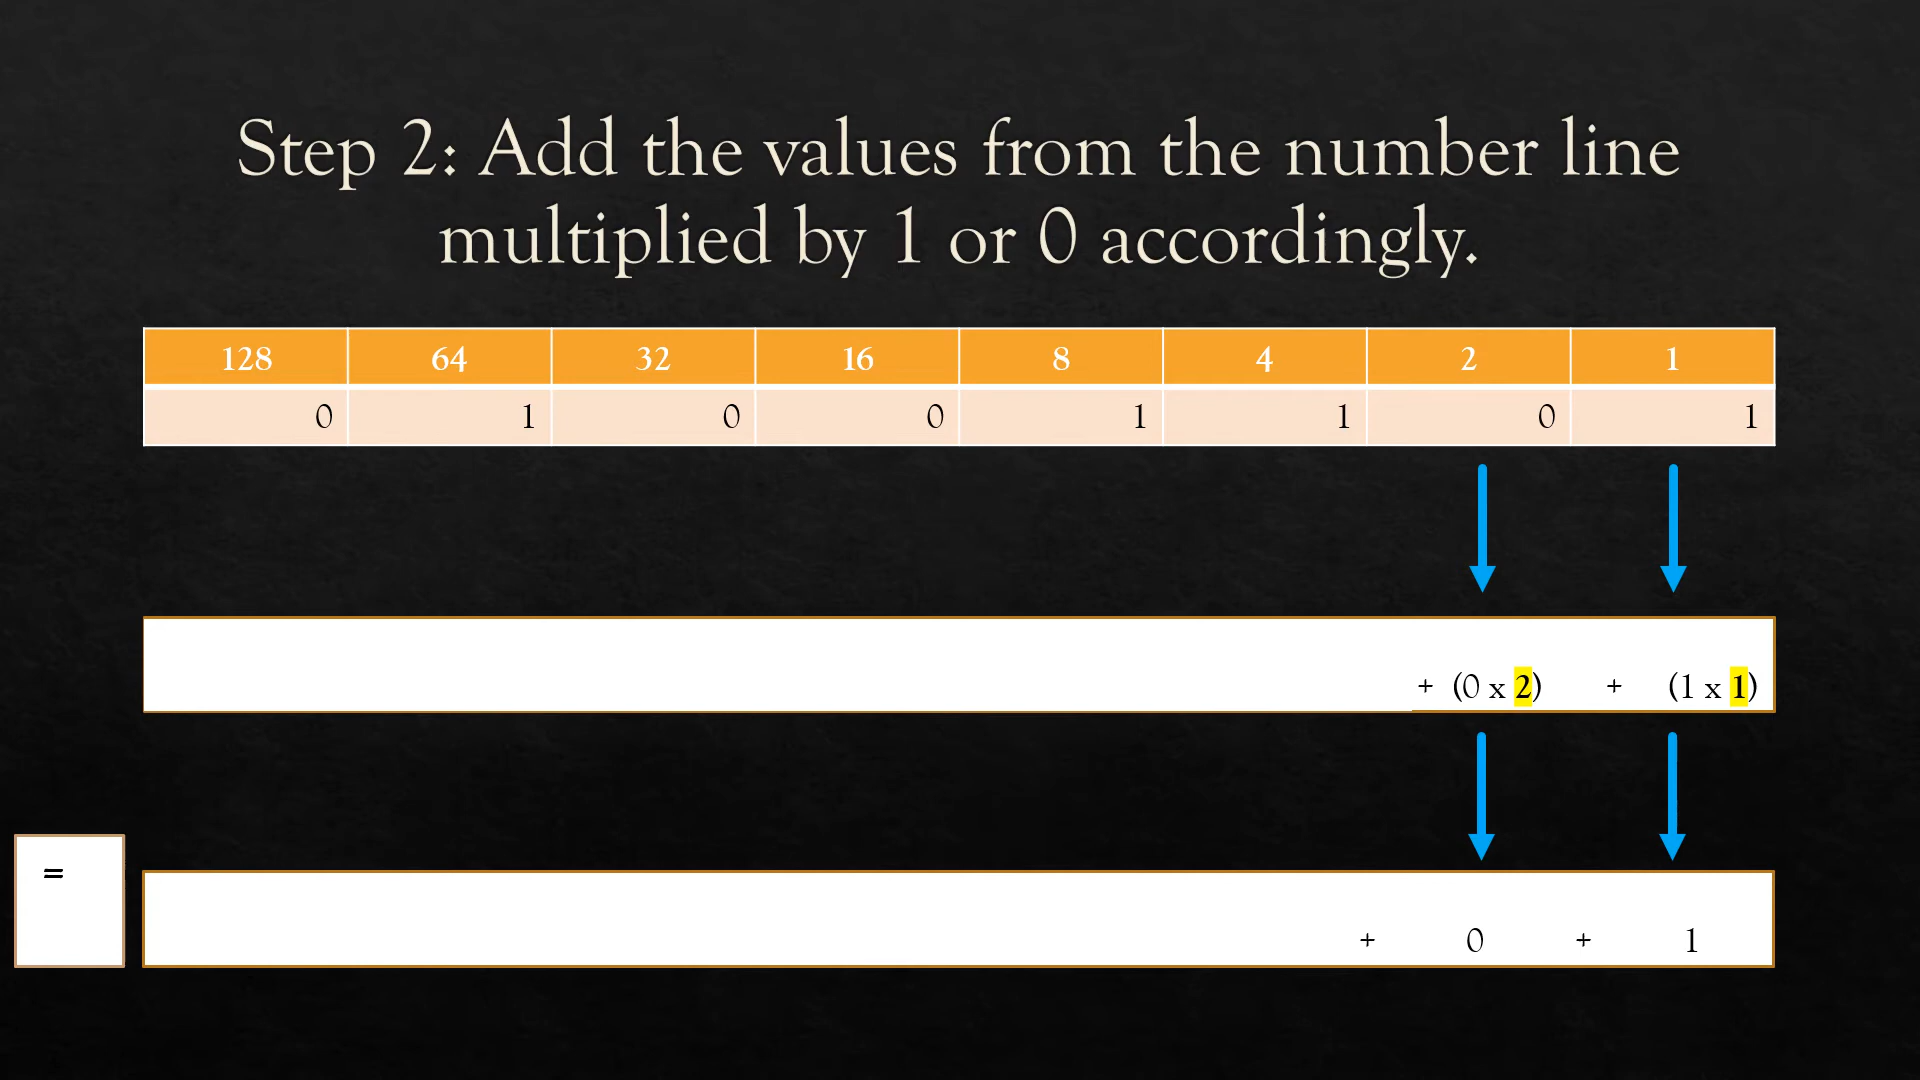 Step 2: Add the values from the number line
multiplied by 1 or 0 accordingly.
128 64 32 16 8 4 2 1
0 1 0 0 1 1 0 1
+ (0 x 2) + (1 x 1)
=
+ 0 + 1